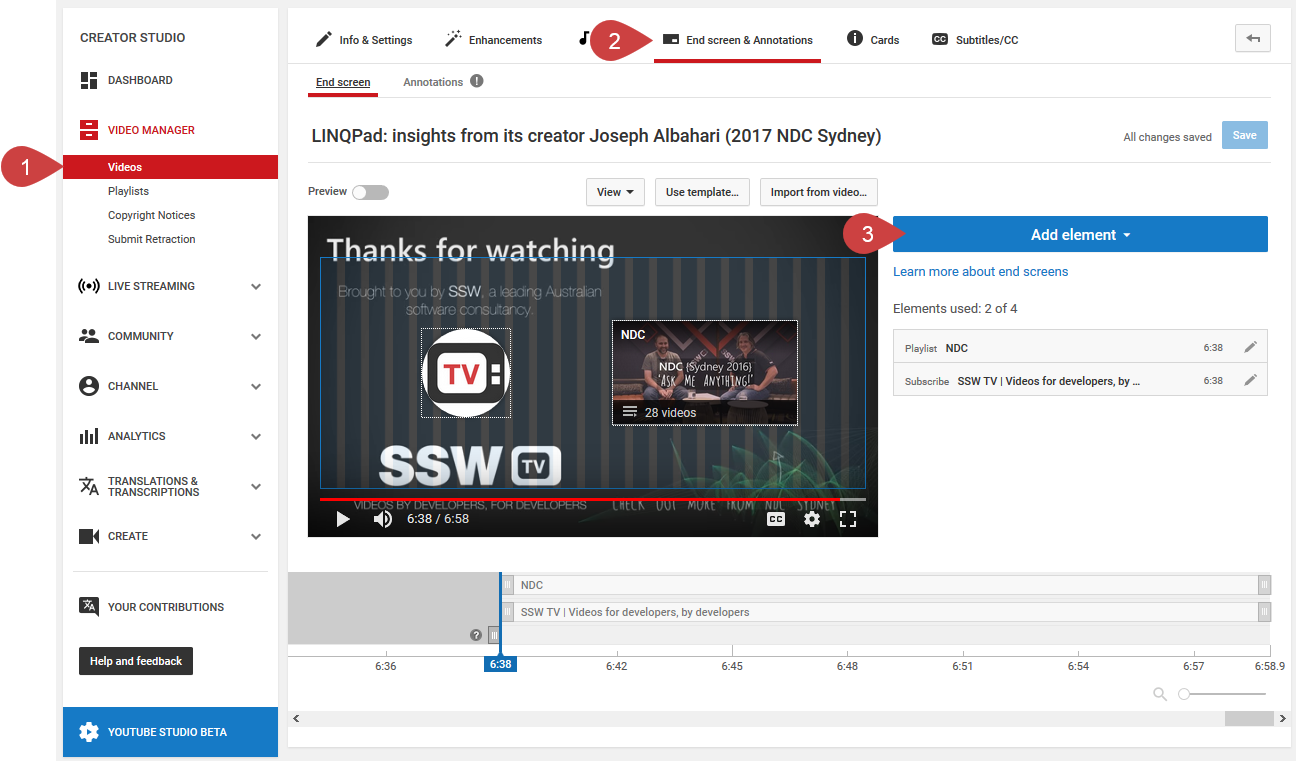 CREATOR STUDIO
DASHBOARD
VIDEO MANAGER
1
Videos
Playlists
Copyright Notices
Submit Retraction
LIVE STREAMING
COMMUNITY
CHANNEL
ANALYTICS
TRANSLATIONS &
TRANSCRIPTIONS
CREATE
YOUR CONTRIBUTIONS
Help and feedback
YOUTUBE STUDIO BETA
Info & Settings
Enhancements
2
End screen & Annotations
Cards
CC Subtitles/CC
End screen
Annotations
LINQPad: insights from its creator Joseph Albahari (2017 NDC Sydney)
All changes saved
Save
Preview
View
Use template...
Import from video...
Thanks for watching
Brought to you by SSW, a leading Australian
software consultancy.
TV
NDC
NDC (Sydney 2016)
'ASK ME ANYTHING!'
28 videos
SSW TV
VIDEOS BY DEVELOPERS, FOR DEVELOPERS
CHECK OUT MORE FROM NDC SYDNEY
6:38 / 6:58
CC
3
Add element
Learn more about end screens
Elements used: 2 of 4
Playlist NDC 6:38
Subscribe SSW TV | Videos for developers, by ... 6:38
NDC
SSW TV | Videos for developers, by developers
?
6:36 6:38 6:42 6:45 6:48 6:51 6:54 6:57 6:58.9